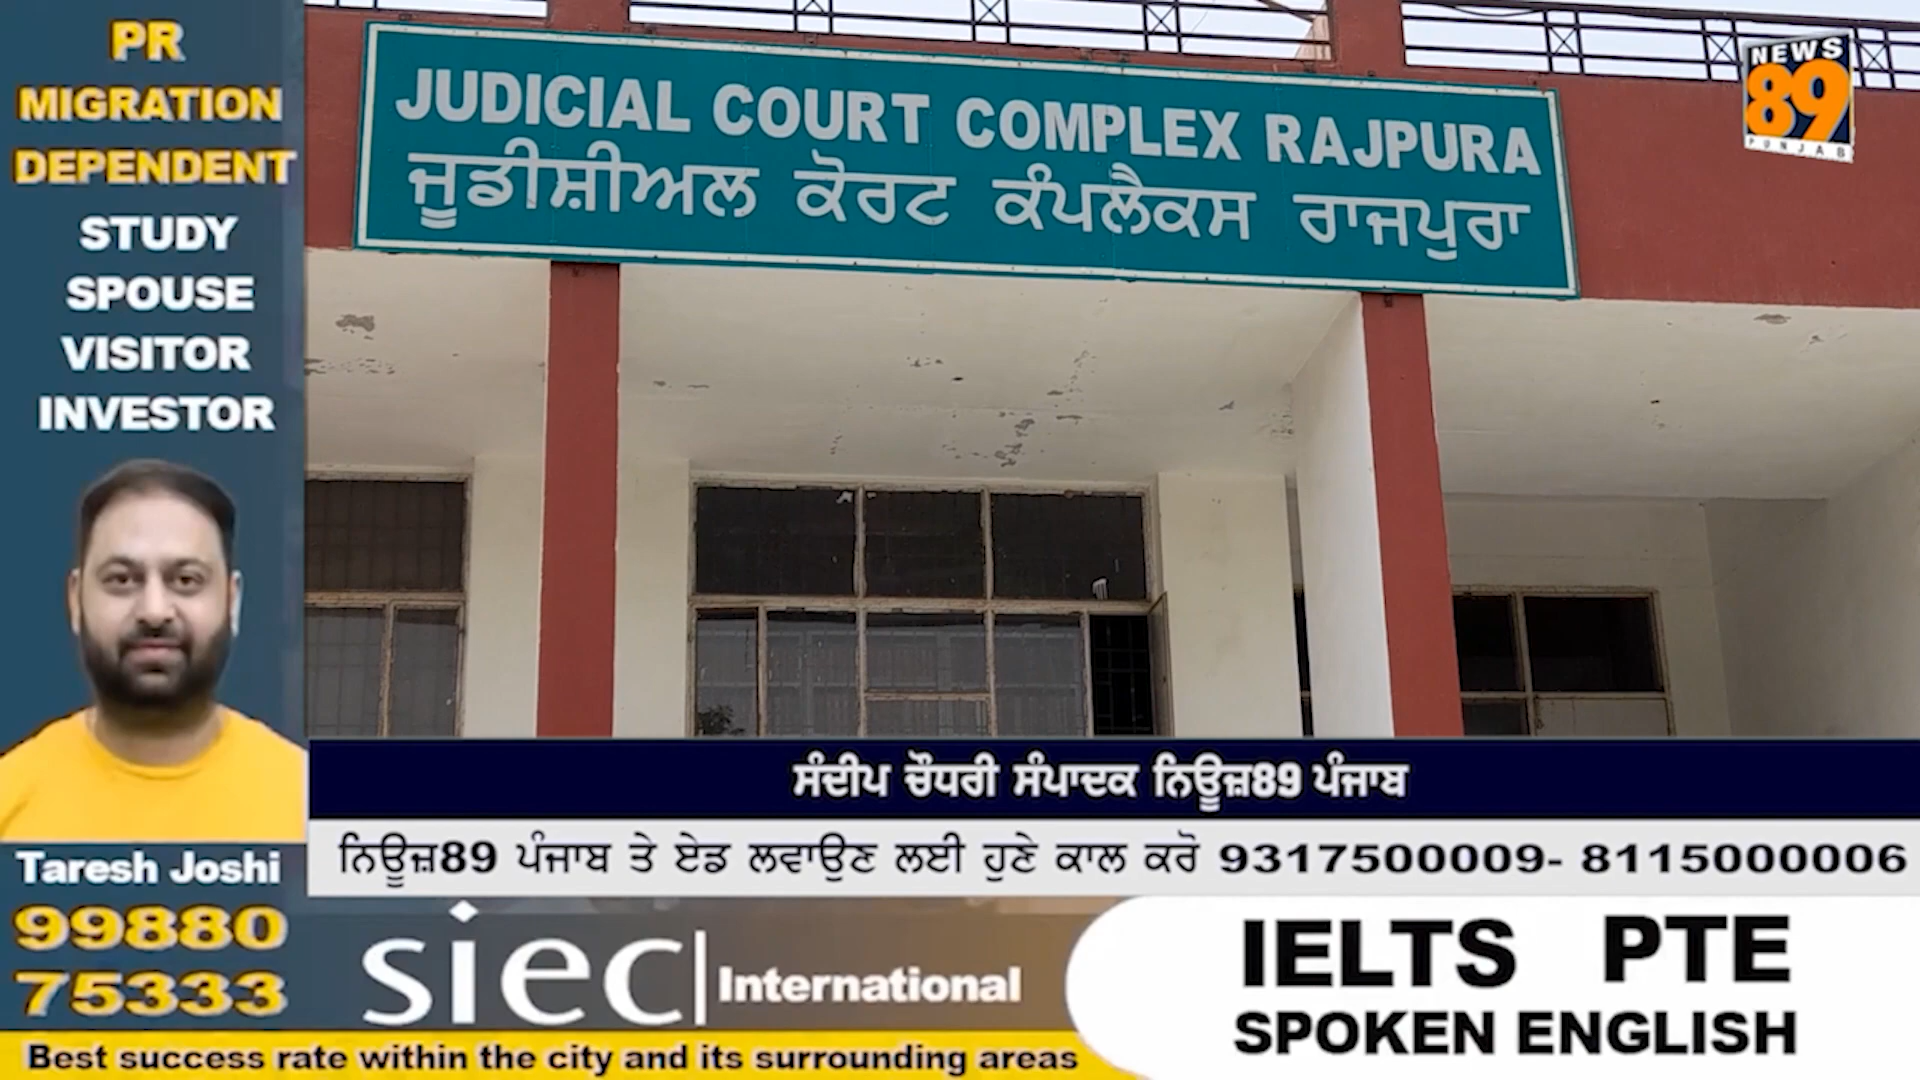 PR
MIGRATION
DEPENDENT
STUDY
SPOUSE
VISITOR
INVESTOR
JUDICIAL COURT COMPLEX RAJPURA
ਜੂਡੀਸ਼ੀਅਲ ਕੋਰਟ ਕੰਪਲੈਕਸ ਰਾਜਪੁਰਾ
NEWS
89
PUNJAB
ਸੰਦੀਪ ਚੌਧਰੀ ਸੰਪਾਦਕ ਨਿਊਜ਼89 ਪੰਜਾਬ
ਨਿਊਜ਼89 ਪੰਜਾਬ ਤੇ ਏਡ ਲਵਾਉਣ ਲਈ ਹੁਣੇ ਕਾਲ ਕਰੋ 9317500009- 8115000006
Taresh Joshi
99880
75333
siec International
IELTS PTE
SPOKEN ENGLISH
Best success rate within the city and its surrounding areas